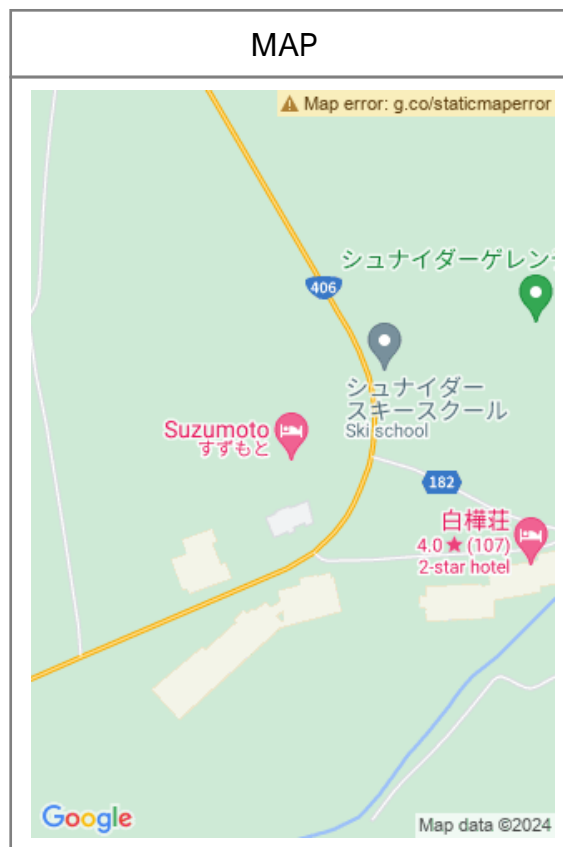 MAP
Map error: g.co/staticmaperror
シュナイダーゲレンデ
406
シュナイダー
スキースクール
Ski school
Suzumoto
すずもと
182
白樺荘
4.0 ★ (107)
2-star hotel
Google
Map data ©2024